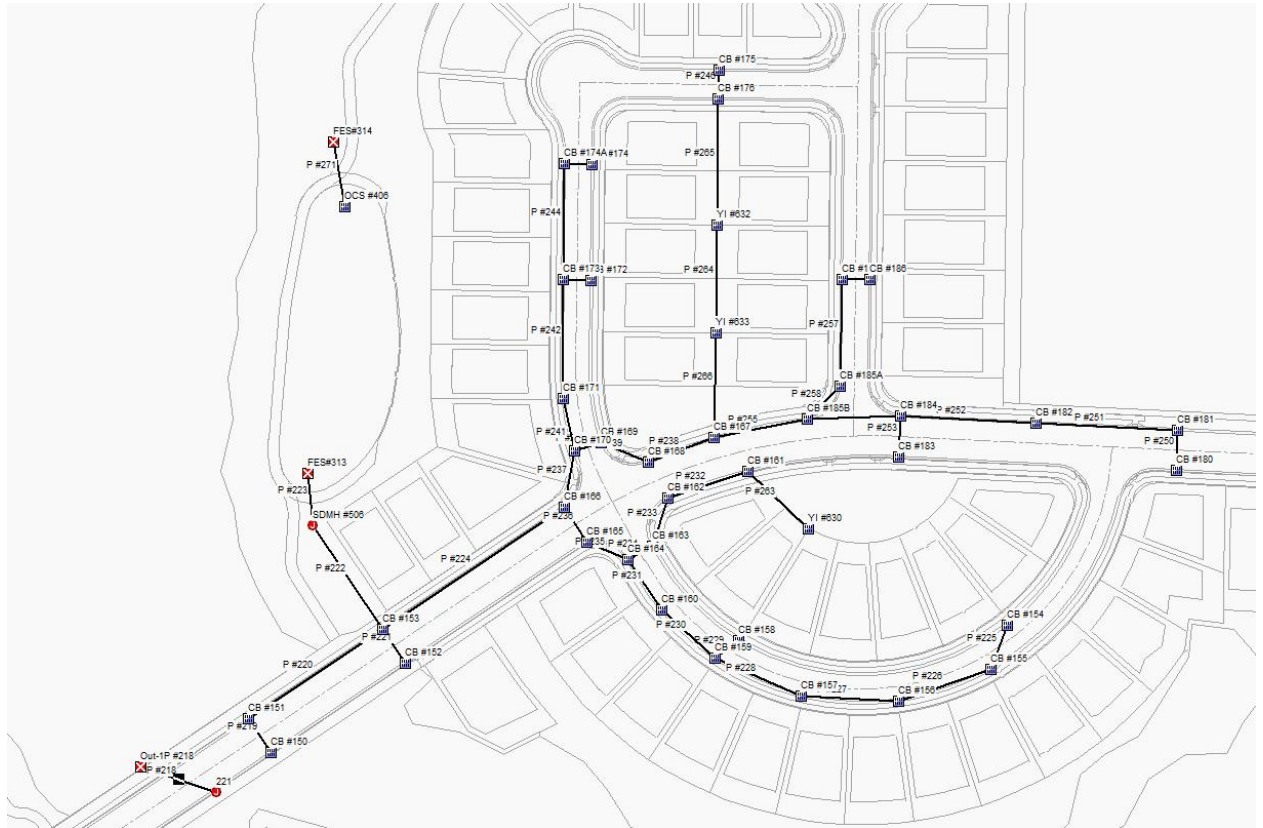 CB #175
P #246
CB #176
FES#314
P #271
CB #174A
#174
P #265
OCS #406
P #244
YI #632
CB #173
#172
P #264
CB #186
P #242
YI #633
P #257
P #266
CB #185A
CB #171
P #258
CB #185B
CB #184
P #252
CB #182
P #251
CB #181
P #253
P #250
CB #167
P #241
CB #169
CB #170
P #238
CB #168
CB #183
CB #180
FES#313
P #223
P #237
CB #161
P #232
CB #162
P #263
CB #166
P #233
YI #630
SDMH #506
P #236
CB #165
CB #163
CB #164
P #222
P #224
P #231
CB #160
P #230
CB #153
P #221
CB #158
P #229
CB #159
CB #154
P #225
CB #152
P #220
P #228
CB #155
P #226
CB #157
CB #156
CB #151
P #219
CB #150
Out-1P #218
P #218
221